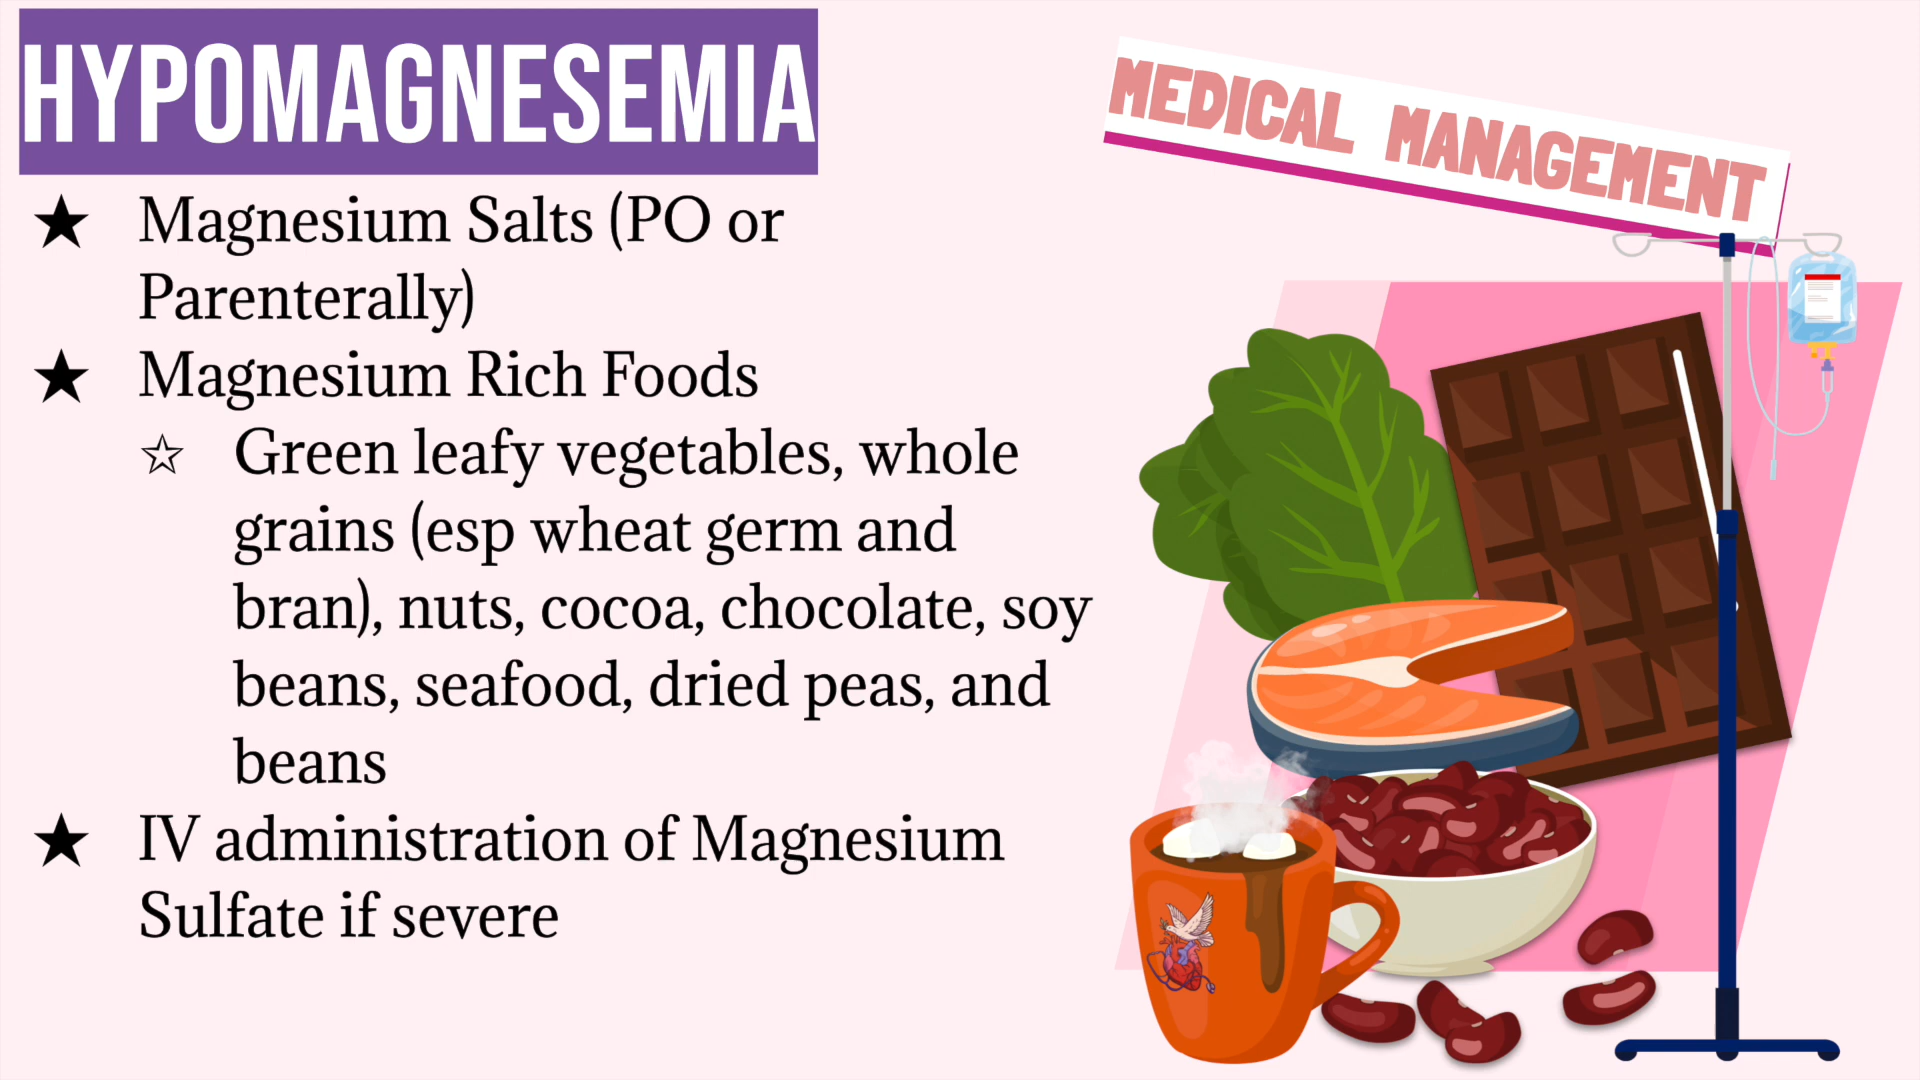 HYPOMAGNESEMIA
MEDICAL MANAGEMENT
★ Magnesium Salts (PO or
Parenterally)
★ Magnesium Rich Foods
☆ Green leafy vegetables, whole
grains (esp wheat germ and
bran), nuts, cocoa, chocolate, soy
beans, seafood, dried peas, and
beans
★ IV administration of Magnesium
Sulfate if severe